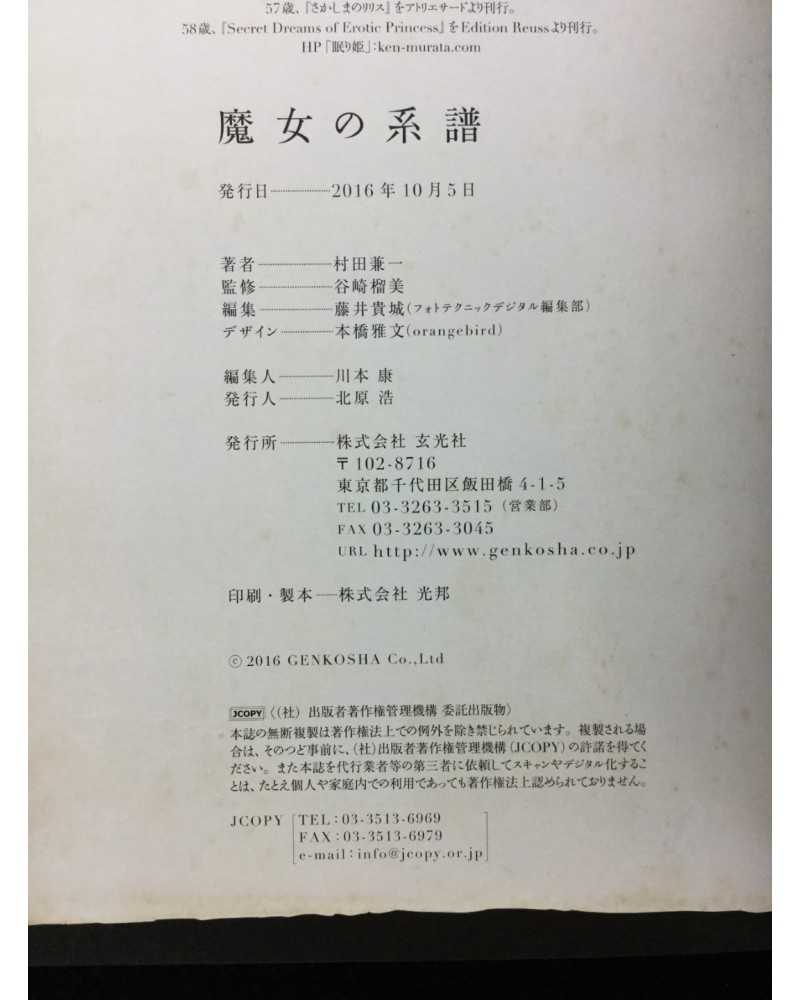 57歳、『さかしまのリリス』をアトリエサードより刊行。
58歳、『Secret Dreams of Erotic Princess』をEdition Reussより刊行。
HP「眠り姫」:ken-murata.com
魔女の系譜
発行日 2016年10月5日
著者 村田兼一
監修 谷崎榴美
編集 藤井貴城(フォトテクニックデジタル編集部)
デザイン 本橋雅文(orangebird)
編集人 川本 康
発行人 北原 浩
発行所 株式会社 玄光社
〒102-8716
東京都千代田区飯田橋 4-1-5
TEL 03-3263-3515(営業部)
FAX 03-3263-3045
URL http://www.genkosha.co.jp
印刷・製本 株式会社 光邦
©2016 GENKOSHA Co.,Ltd
JCOPY〈(社)出版者著作権管理機構 委託出版物〉
本誌の無断複製は著作権法上での例外を除き禁じられています。複製される場
合は、そのつど事前に、(社)出版者著作権管理機構(JCOPY)の許諾を得てく
ださい。また本誌を代行業者等の第三者に依頼してスキャンやデジタル化するこ
とは、たとえ個人や家庭内での利用であっても著作権法上認められておりません。
JCOPY TEL:03-3513-6969
FAX:03-3513-6979
e-mail:info@jcopy.or.jp